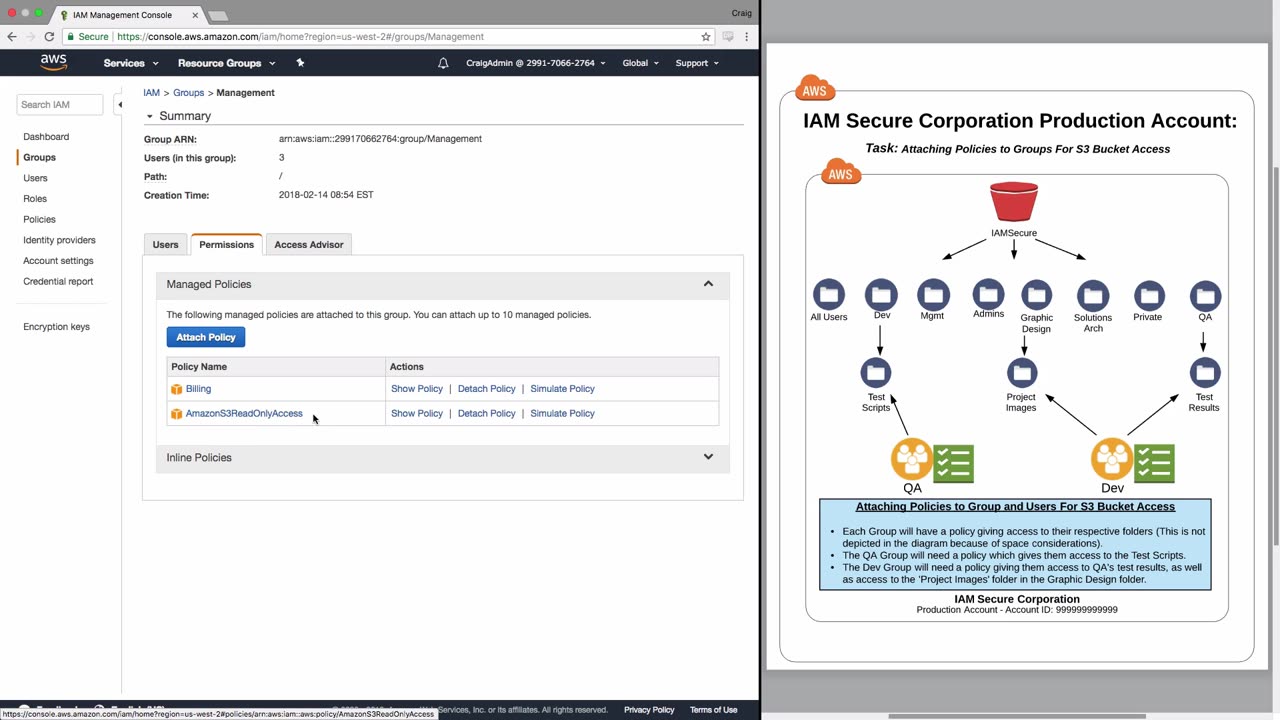 IAM Management Console
Craig
Secure | https://console.aws.amazon.com/iam/home?region=us-west-2#/groups/Management
aws
Services
Resource Groups
CraigAdmin @ 2991-7066-2764
Global
Support
Search IAM
Dashboard
Groups
Users
Roles
Policies
Identity providers
Account settings
Credential report
Encryption keys
IAM > Groups > Management
Summary
Group ARN: arn:aws:iam::299170662764:group/Management
Users (in this group): 3
Path: /
Creation Time: 2018-02-14 08:54 EST
Users
Permissions
Access Advisor
Managed Policies
The following managed policies are attached to this group. You can attach up to 10 managed policies.
Attach Policy
Policy Name Actions
Billing Show Policy | Detach Policy | Simulate Policy
AmazonS3ReadOnlyAccess Show Policy | Detach Policy | Simulate Policy
Inline Policies
Web Services, Inc. or its affiliates. All rights reserved.
Privacy Policy
Terms of Use
https://console.aws.amazon.com/iam/home?region=us-west-2#policies/arn:aws:iam::aws:policy/AmazonS3ReadOnlyAccess
AWS
IAM Secure Corporation Production Account:
Task: Attaching Policies to Groups For S3 Bucket Access
AWS
IAMSecure
All Users
Dev
Mgmt
Admins
Graphic
Design
Solutions
Arch
Private
QA
Test
Scripts
Project
Images
Test
Results
QA
Dev
Attaching Policies to Group and Users For S3 Bucket Access
• Each Group will have a policy giving access to their respective folders (This is not
depicted in the diagram because of space considerations).
• The QA Group will need a policy which gives them access to the Test Scripts.
• The Dev Group will need a policy giving them access to QA's test results, as well
as access to the 'Project Images' folder in the Graphic Design folder.
IAM Secure Corporation
Production Account - Account ID: 999999999999